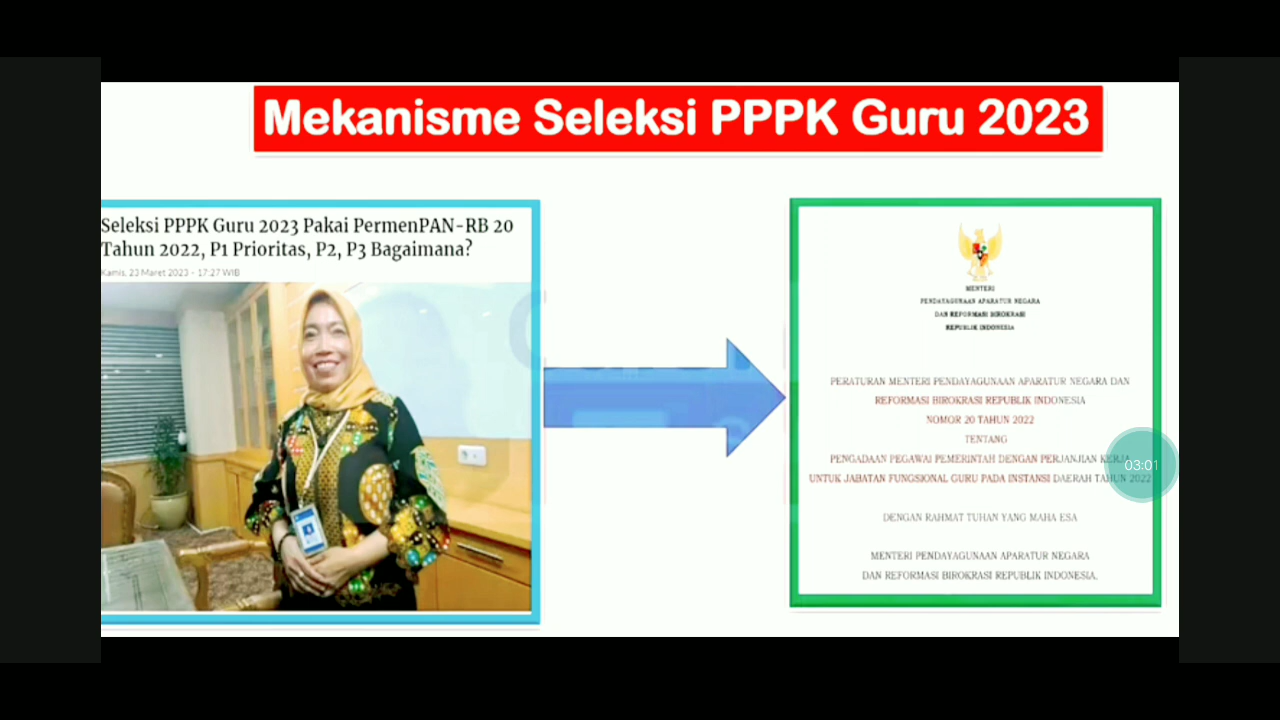 Mekanisme Seleksi PPPK Guru 2023
Seleksi PPPK Guru 2023 Pakai PermenPAN-RB 20
Tahun 2022, P1 Prioritas, P2, P3 Bagaimana?
Kamis, 23 Maret 2023 - 17:27 WIB
MENTERI
PENDAYAGUNAAN APARATUR NEGARA
DAN REFORMASI BIROKRASI
REPUBLIK INDONESIA
PERATURAN MENTERI PENDAYAGUNAAN APARATUR NEGARA DAN
REFORMASI BIROKRASI REPUBLIK INDONESIA
NOMOR 20 TAHUN 2022
TENTANG
PENGADAAN PEGAWAI PEMERINTAH DENGAN PERJANJIAN KERJA
UNTUK JABATAN FUNGSIONAL GURU PADA INSTANSI DAERAH TAHUN 2022
DENGAN RAHMAT TUHAN YANG MAHA ESA
MENTERI PENDAYAGUNAAN APARATUR NEGARA
DAN REFORMASI BIROKRASI REPUBLIK INDONESIA,
03:01